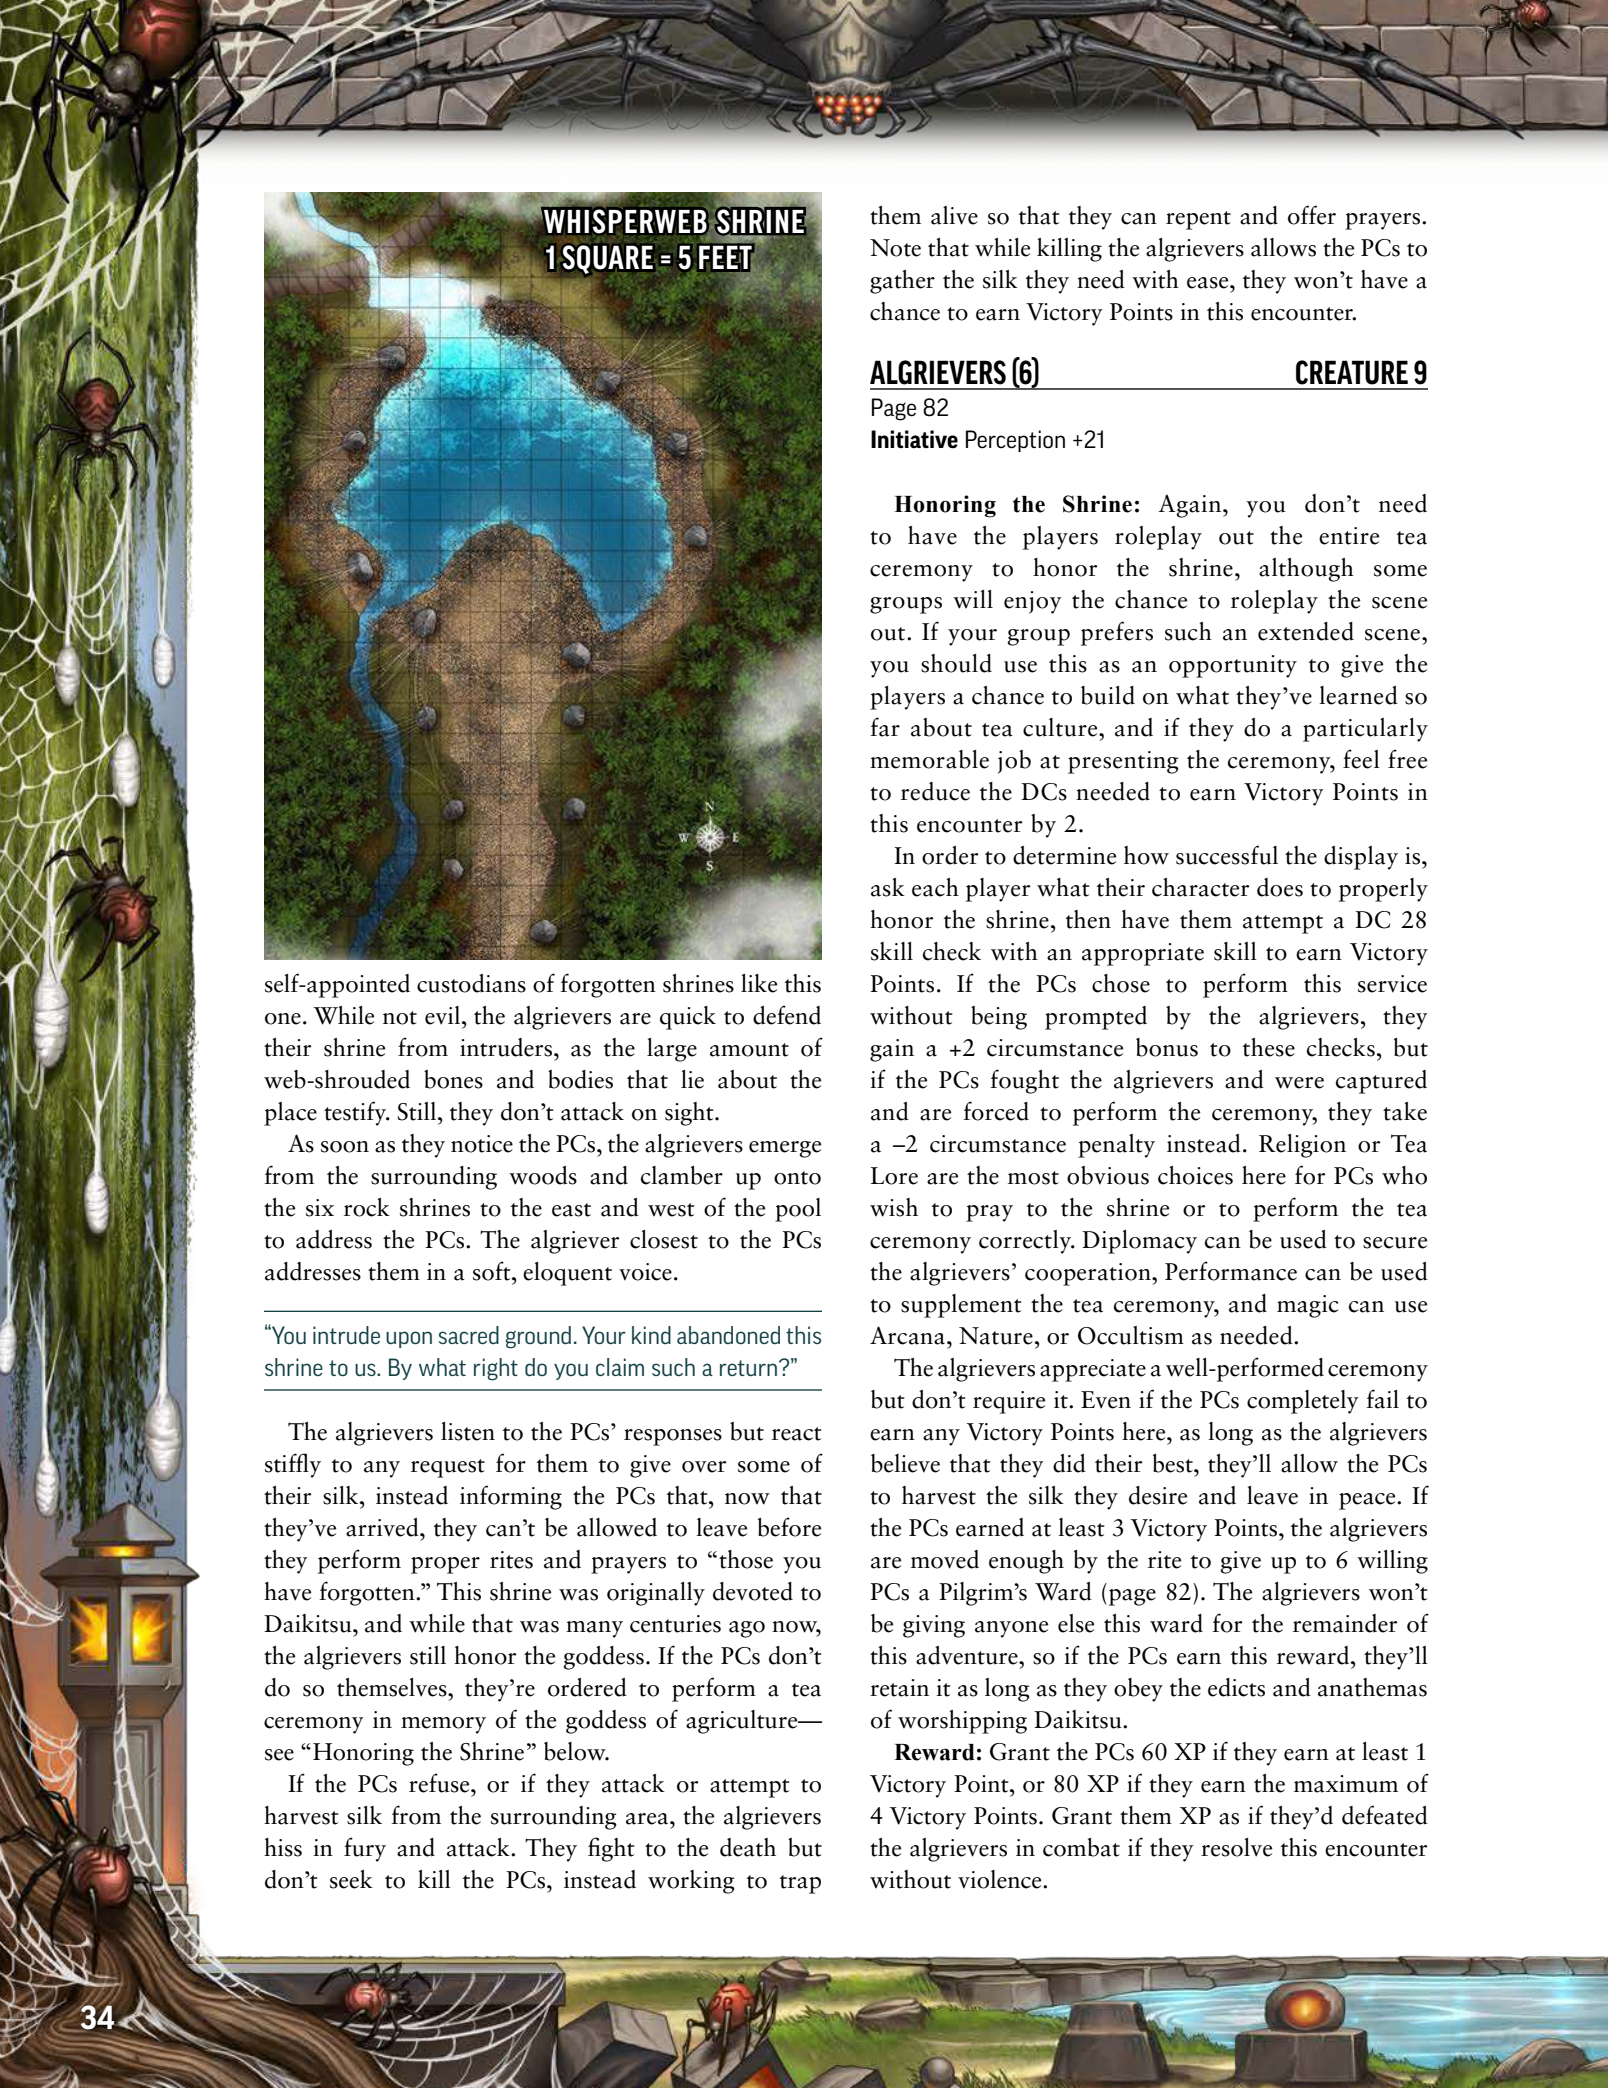 WHISPERWEB SHRINE
1 SQUARE = 5 FEET
N
W E
S
self-appointed custodians of forgotten shrines like this
one. While not evil, the algrievers are quick to defend
their shrine from intruders, as the large amount of
web-shrouded bones and bodies that lie about the
place testify. Still, they don’t attack on sight.
As soon as they notice the PCs, the algrievers emerge
from the surrounding woods and clamber up onto
the six rock shrines to the east and west of the pool
to address the PCs. The algriever closest to the PCs
addresses them in a soft, eloquent voice.
“You intrude upon sacred ground. Your kind abandoned this
shrine to us. By what right do you claim such a return?”
The algrievers listen to the PCs’ responses but react
stiffly to any request for them to give over some of
their silk, instead informing the PCs that, now that
they’ve arrived, they can’t be allowed to leave before
they perform proper rites and prayers to “those you
have forgotten.” This shrine was originally devoted to
Daikitsu, and while that was many centuries ago now,
the algrievers still honor the goddess. If the PCs don’t
do so themselves, they’re ordered to perform a tea
ceremony in memory of the goddess of agriculture—
see “Honoring the Shrine” below.
If the PCs refuse, or if they attack or attempt to
harvest silk from the surrounding area, the algrievers
hiss in fury and attack. They fight to the death but
don’t seek to kill the PCs, instead working to trap
them alive so that they can repent and offer prayers.
Note that while killing the algrievers allows the PCs to
gather the silk they need with ease, they won’t have a
chance to earn Victory Points in this encounter.
ALGRIEVERS (6) CREATURE 9
Page 82
Initiative Perception +21
Honoring the Shrine: Again, you don’t need
to have the players roleplay out the entire tea
ceremony to honor the shrine, although some
groups will enjoy the chance to roleplay the scene
out. If your group prefers such an extended scene,
you should use this as an opportunity to give the
players a chance to build on what they’ve learned so
far about tea culture, and if they do a particularly
memorable job at presenting the ceremony, feel free
to reduce the DCs needed to earn Victory Points in
this encounter by 2.
In order to determine how successful the display is,
ask each player what their character does to properly
honor the shrine, then have them attempt a DC 28
skill check with an appropriate skill to earn Victory
Points. If the PCs chose to perform this service
without being prompted by the algrievers, they
gain a +2 circumstance bonus to these checks, but
if the PCs fought the algrievers and were captured
and are forced to perform the ceremony, they take
a –2 circumstance penalty instead. Religion or Tea
Lore are the most obvious choices here for PCs who
wish to pray to the shrine or to perform the tea
ceremony correctly. Diplomacy can be used to secure
the algrievers’ cooperation, Performance can be used
to supplement the tea ceremony, and magic can use
Arcana, Nature, or Occultism as needed.
The algrievers appreciate a well-performed ceremony
but don’t require it. Even if the PCs completely fail to
earn any Victory Points here, as long as the algrievers
believe that they did their best, they’ll allow the PCs
to harvest the silk they desire and leave in peace. If
the PCs earned at least 3 Victory Points, the algrievers
are moved enough by the rite to give up to 6 willing
PCs a Pilgrim’s Ward (page 82). The algrievers won’t
be giving anyone else this ward for the remainder of
this adventure, so if the PCs earn this reward, they’ll
retain it as long as they obey the edicts and anathemas
of worshipping Daikitsu.
Reward: Grant the PCs 60 XP if they earn at least 1
Victory Point, or 80 XP if they earn the maximum of
4 Victory Points. Grant them XP as if they’d defeated
the algrievers in combat if they resolve this encounter
without violence.
34